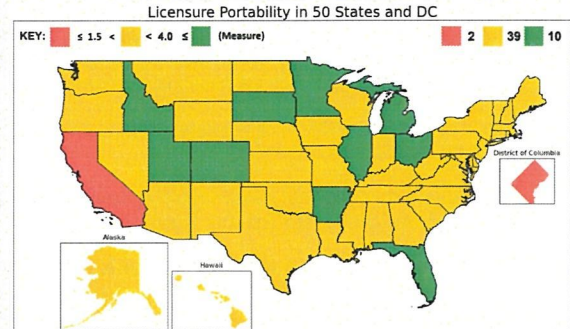 Licensure Portability in 50 States and DC
KEY: ≤ 1.5 < < 4.0 ≤ (Measure) 2 39 10
District of Columbia
Alaska
Hawaii